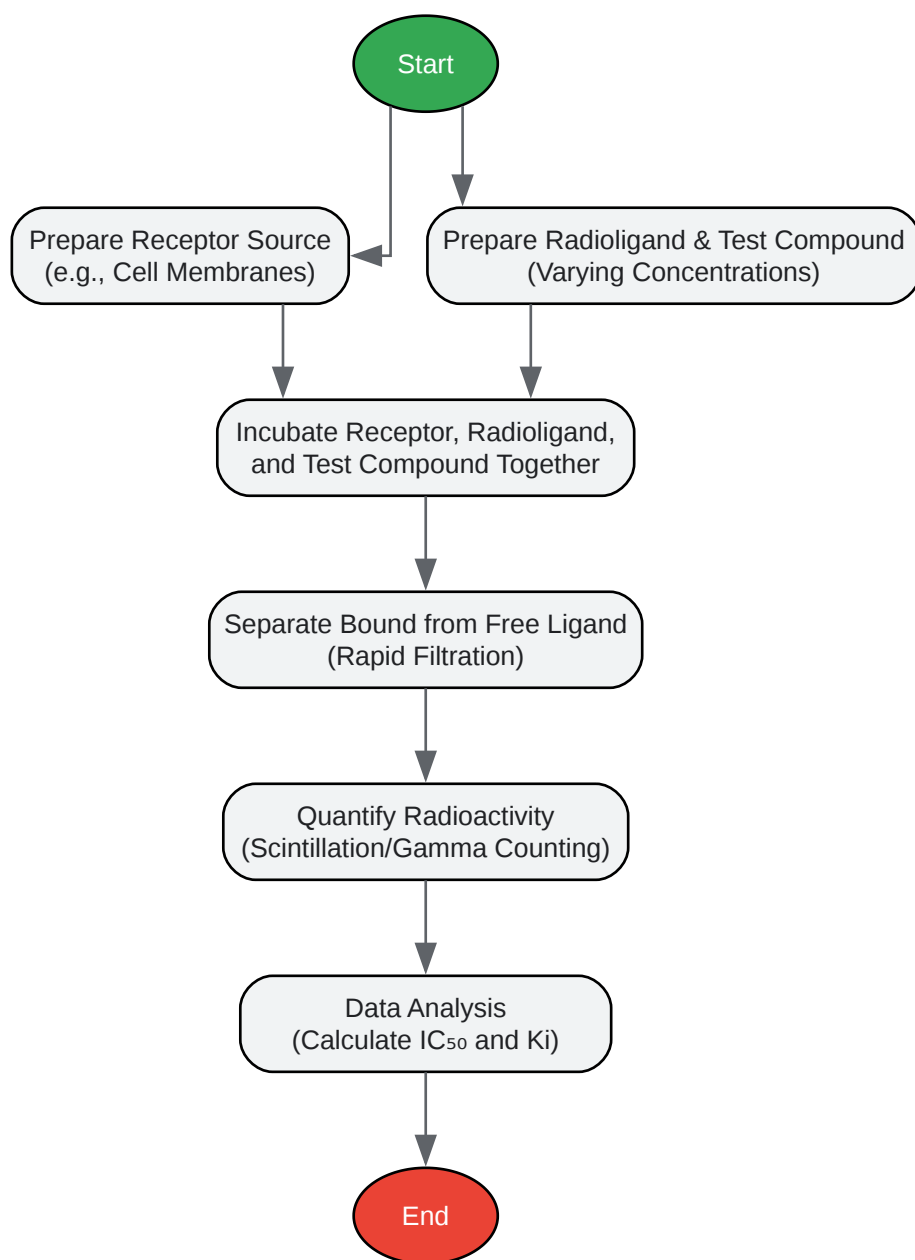 Start
Prepare Receptor Source
(e.g., Cell Membranes)
Prepare Radioligand & Test Compound
(Varying Concentrations)
Incubate Receptor, Radioligand,
and Test Compound Together
Separate Bound from Free Ligand
(Rapid Filtration)
Quantify Radioactivity
(Scintillation/Gamma Counting)
Data Analysis
(Calculate IC₅₀ and Ki)
End